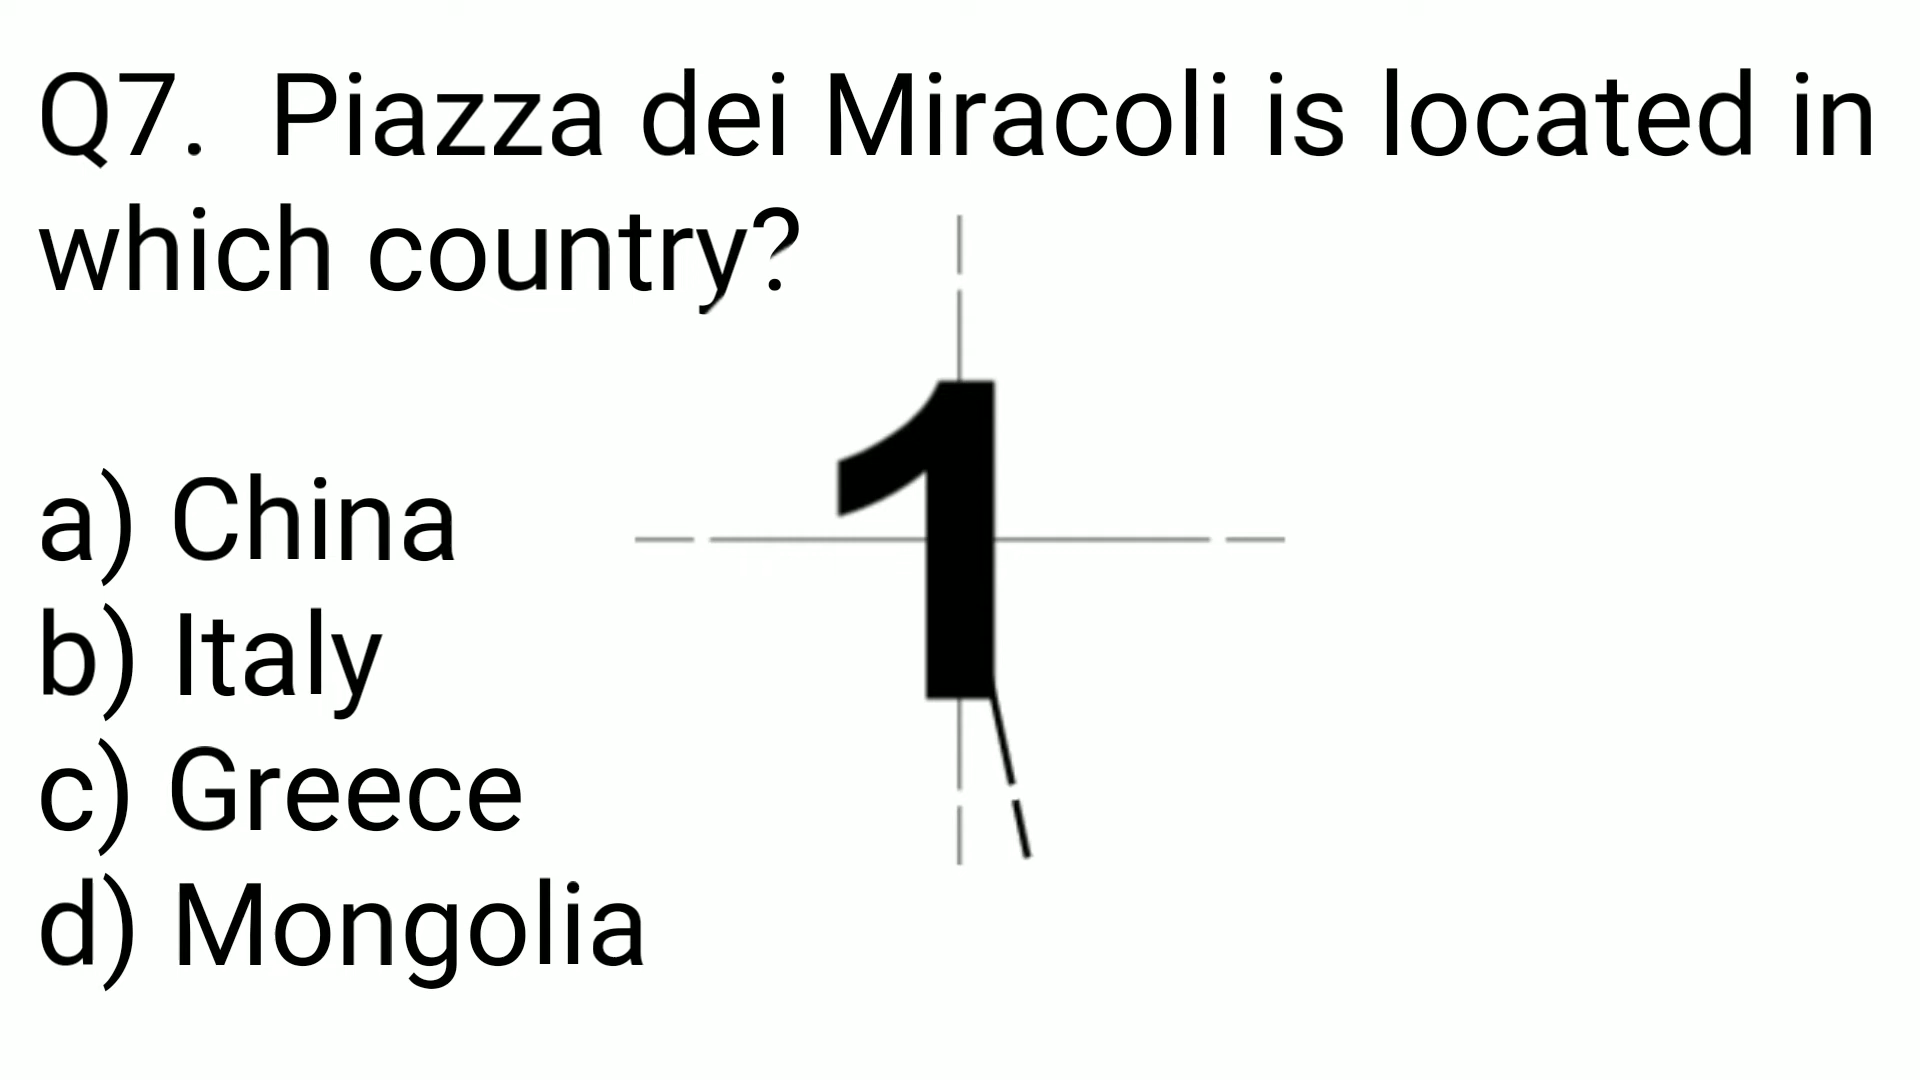 Q7. Piazza dei Miracoli is located in
which country?
1
a) China
b) Italy
c) Greece
d) Mongolia